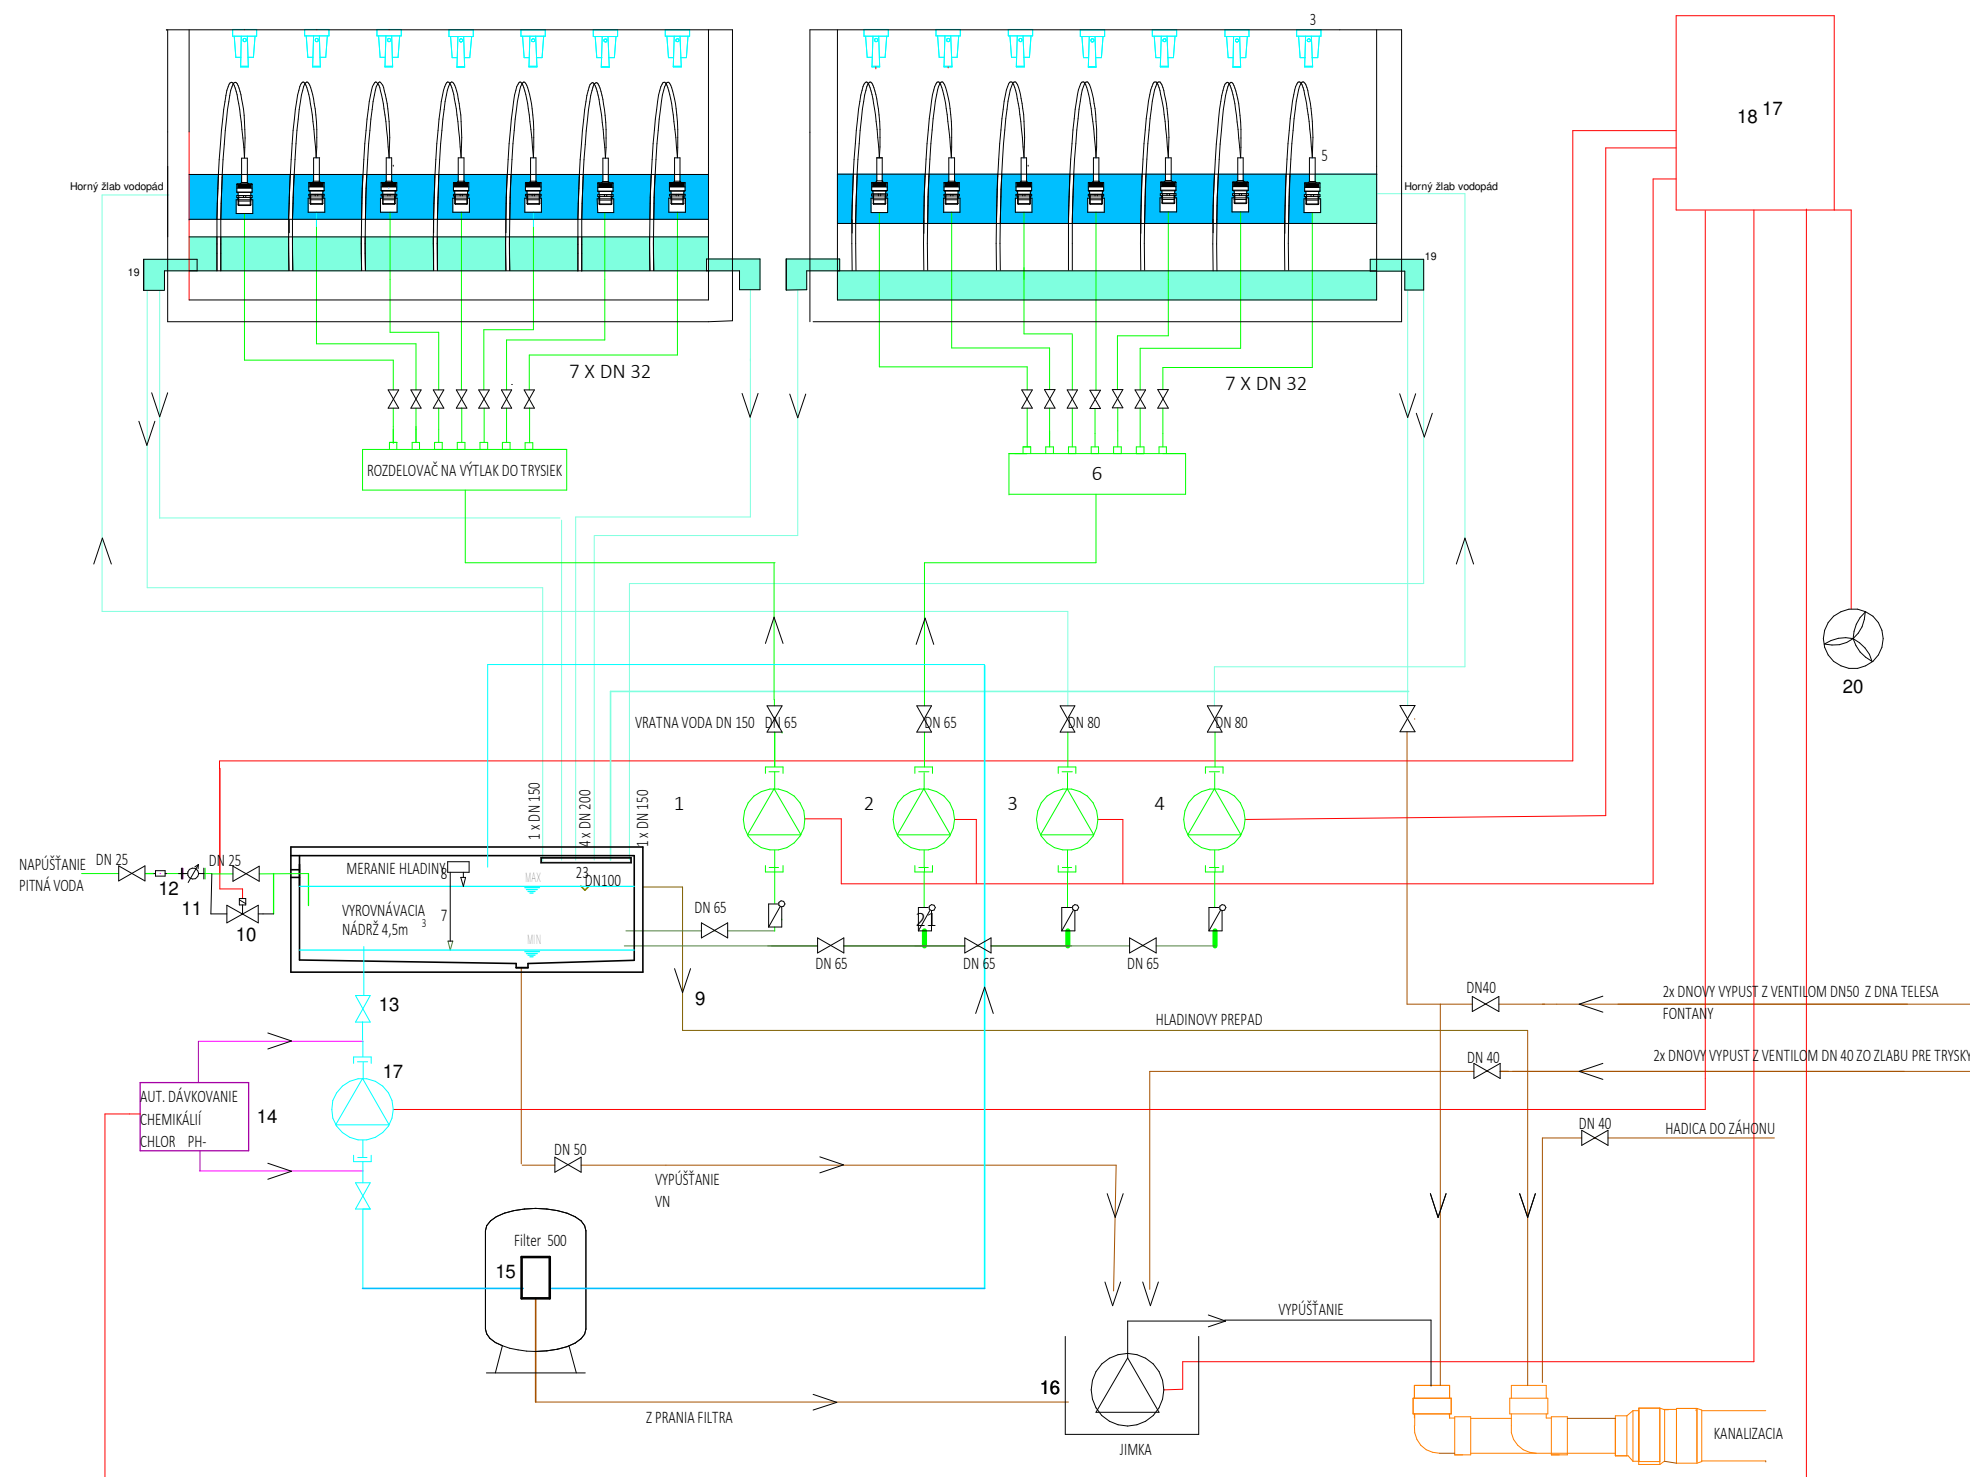 3
18 17
5
Horný žlab vodopád
Horný žlab vodopád
19
19
7 X DN 32
7 X DN 32
ROZDELOVAČ NA VÝTLAK DO TRYSIEK
6
20
VRATNA VODA DN 150
DN 65
DN 65
DN 80
DN 80
1 x DN 150
4 x DN 200
1 x DN 150
1
2
3
4
NAPÚŠŤANIE
PITNÁ VODA
DN 25
DN 25
12
11
10
MERANIE HLADINY
8
MAX
23
DN100
VYROVNÁVACIA
NÁDRŽ 4,5m 3
7
MIN
DN 65
21
DN 65
DN 65
DN 65
13
9
DN40
2x DNOVY VYPUST Z VENTILOM DN50 Z DNA TELESA
FONTANY
HLADINOVY PREPAD
DN 40
2x DNOVY VYPUST Z VENTILOM DN 40 ZO ZLABU PRE TRYSKY
17
AUT. DÁVKOVANIE
CHEMIKÁLIÍ
CHLOR PH-
14
DN 40
HADICA DO ZÁHONU
DN 50
VYPÚŠŤANIE
VN
Filter 500
15
VYPÚŠŤANIE
16
Z PRANIA FILTRA
JIMKA
KANALIZACIA